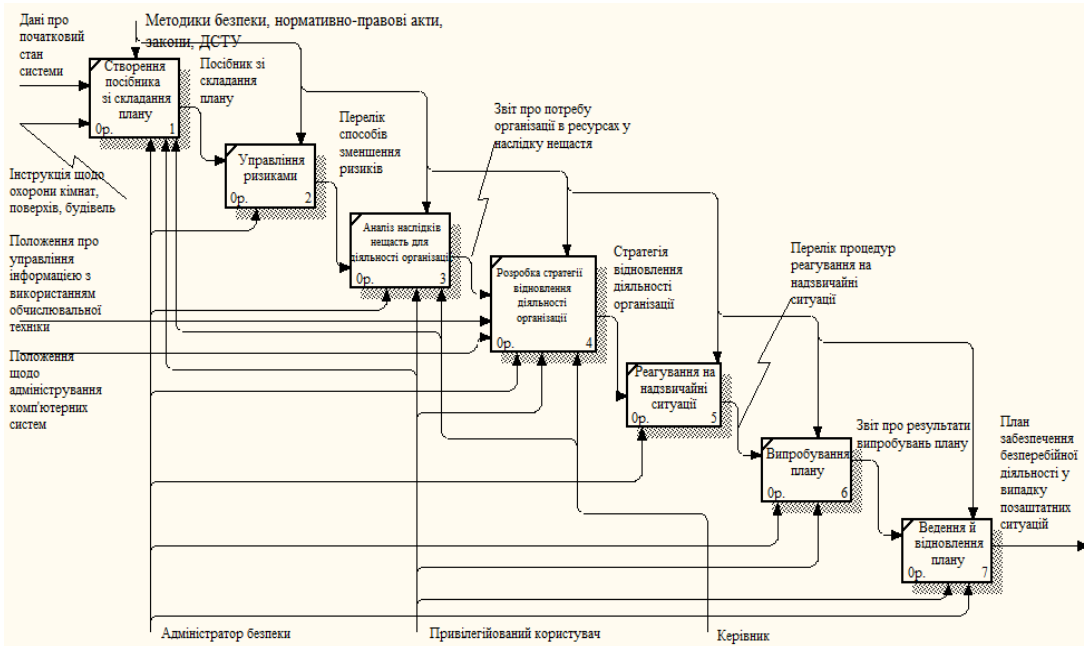 Дані про
початковий
стан
системи
Методики безпеки, нормативно-правові акти,
закони, ДСТУ
Створення
посібника
зі складання
плану
0р.
1
Посібник зі
складання
плану
Управління
ризиками
0р.
2
Перелік
способів
зменшення
ризиків
Звіт про потребу
організації в ресурсах у
наслідку нещастя
Інструкція щодо
охорони кімнат,
поверхів, будівель
Аналіз наслідків
нещасть для
діяльності організації
0р.
3
Положення про
управління
інформацією з
використанням
обчислювальної
техніки
Розробка стратегії
відновлення
діяльності
організації
0р.
4
Стратегія
відновлення
діяльності
організації
Перелік процедур
реагування на
надзвичайні
ситуації
Положення
щодо
адміністрування
комп'ютерних
систем
Реагування на
надзвичайні
ситуації
0р.
5
Випробування
плану
0р.
6
Звіт про результати
випробувань плану
План
забезпечення
безперебійної
діяльності у
випадку
позаштатних
ситуацій
Ведення й
відновлення
плану
0р.
7
Адміністратор безпеки
Привілегійований користувач
Керівник